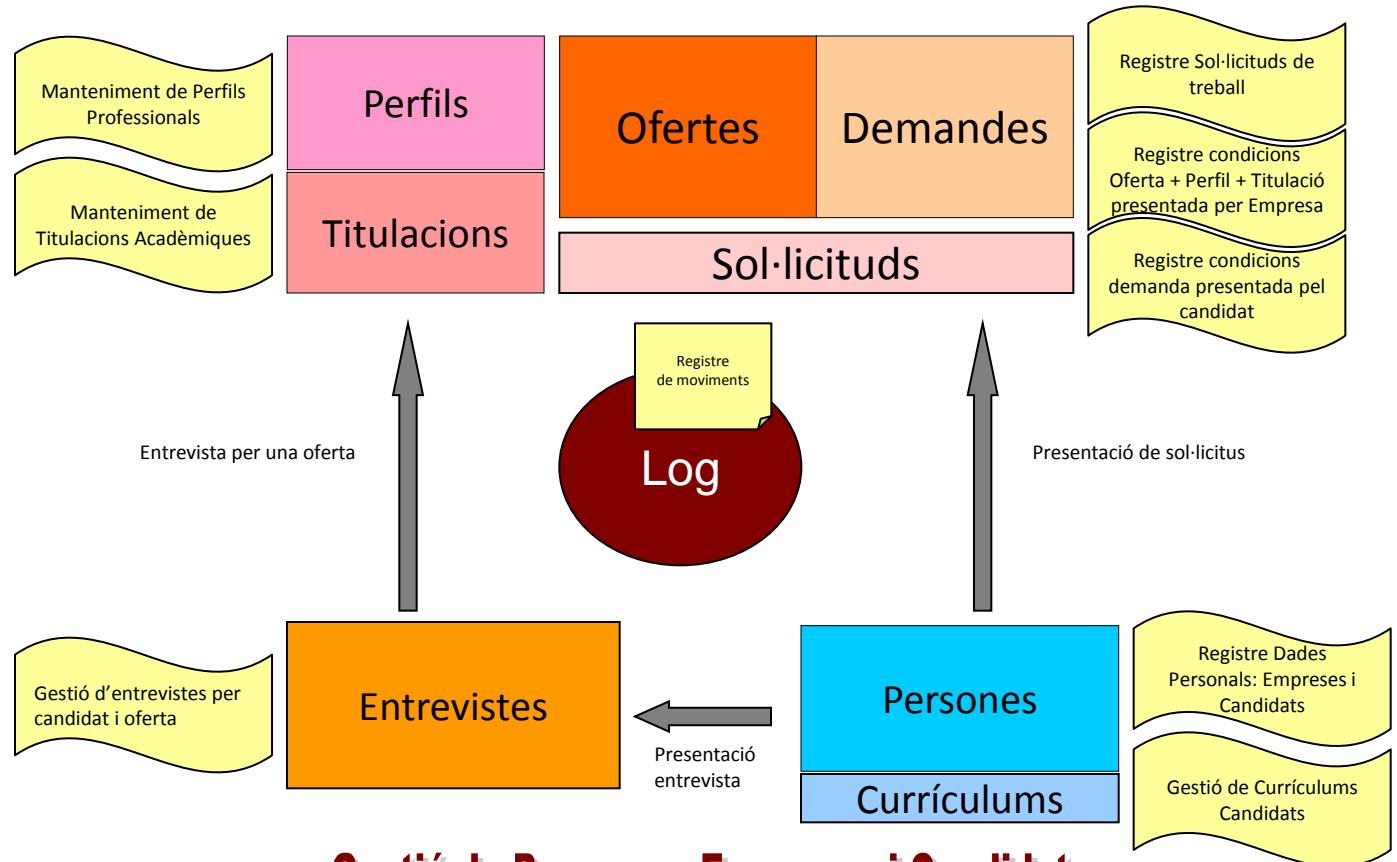 Manteniment de Perfils
Professionals
Perfils
Ofertes
Demandes
Registre Sol·licituds de
treball
Registre condicions
Oferta + Perfil + Titulació
presentada per Empresa
Manteniment de
Titulacions Acadèmiques
Titulacions
Sol·licituds
Registre condicions
demanda presentada pel
candidat
Registre
de moviments
Log
Entrevista per una oferta
Presentació de sol·licitus
Gestió d’entrevistes per
candidat i oferta
Entrevistes
Presentació
entrevista
Persones
Currículums
Registre Dades
Personals: Empreses i
Candidats
Gestió de Currículums
Candidats